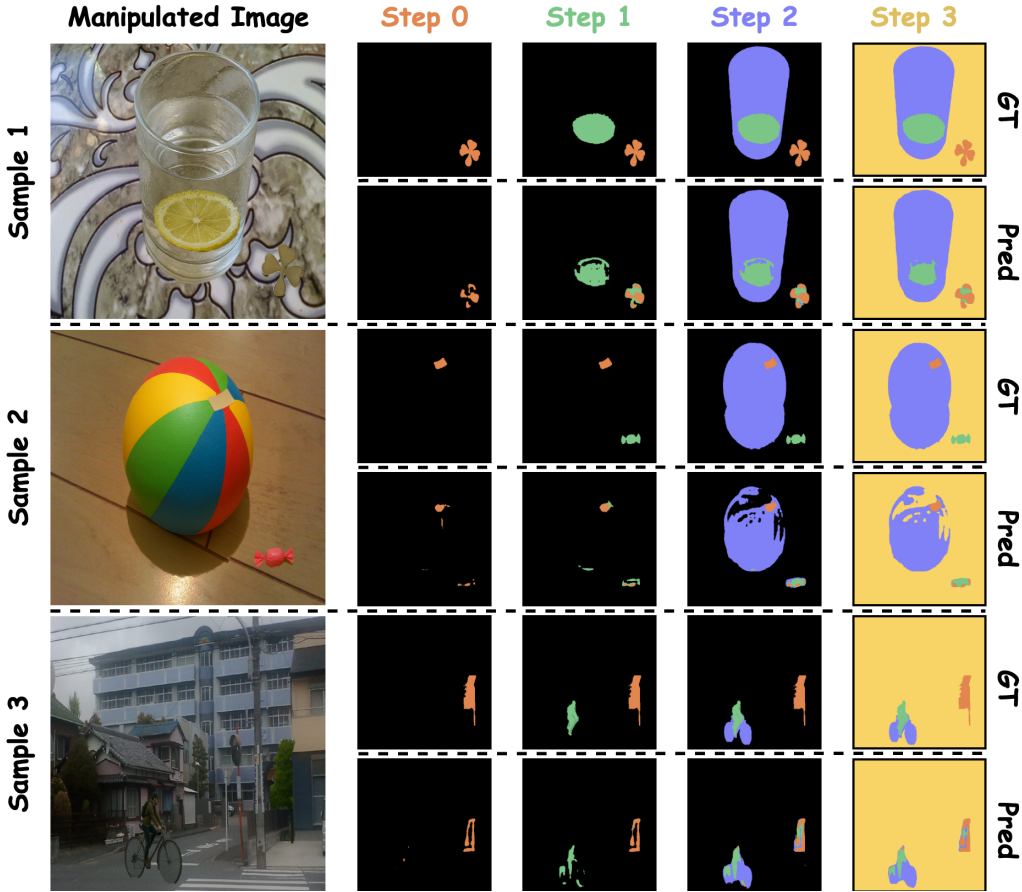 Manipulated Image Step 0 Step 1 Step 2 Step 3
Sample 1
GT
Pred
Sample 2
GT
Pred
Sample 3
GT
Pred